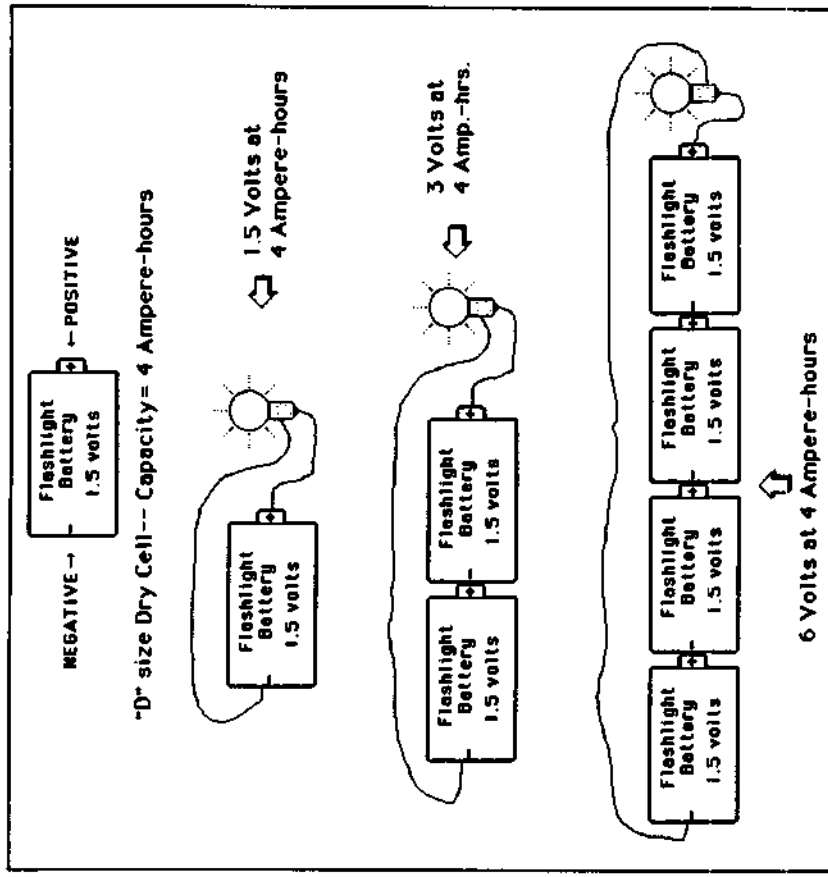 Flashlight
Battery
1.5 volts
NEGATIVE→ − + ←POSITIVE
"D" size Dry Cell-- Capacity= 4 Ampere-hours
Flashlight
Battery
1.5 volts
− +
1.5 Volts at
4 Ampere-hours
Flashlight
Battery
1.5 volts
− +
Flashlight
Battery
1.5 volts
− +
3 Volts at
4 Amp.-hrs.
Flashlight
Battery
1.5 volts
− +
Flashlight
Battery
1.5 volts
− +
Flashlight
Battery
1.5 volts
− +
Flashlight
Battery
1.5 volts
− +
6 Volts at 4 Ampere-hours